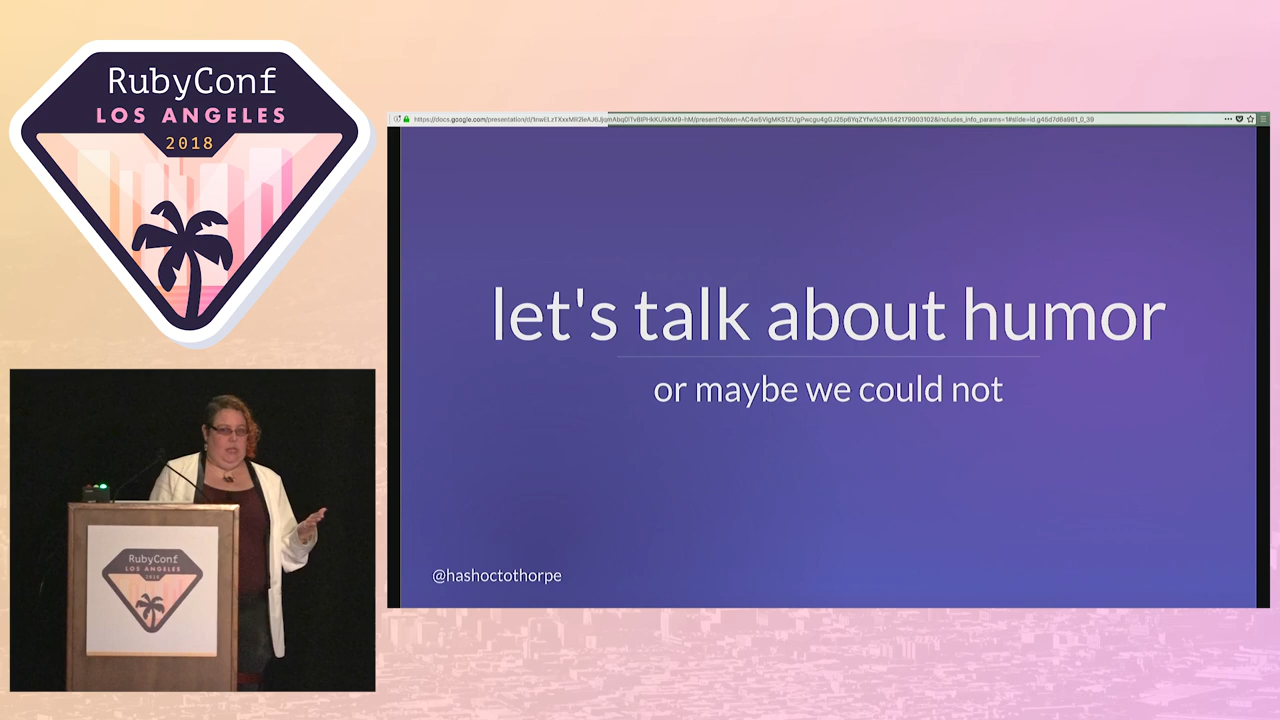 RubyConf
LOS ANGELES
2018
let's talk about humor
or maybe we could not
@hashoctothorpe
RubyConf
LOS ANGELES
2018